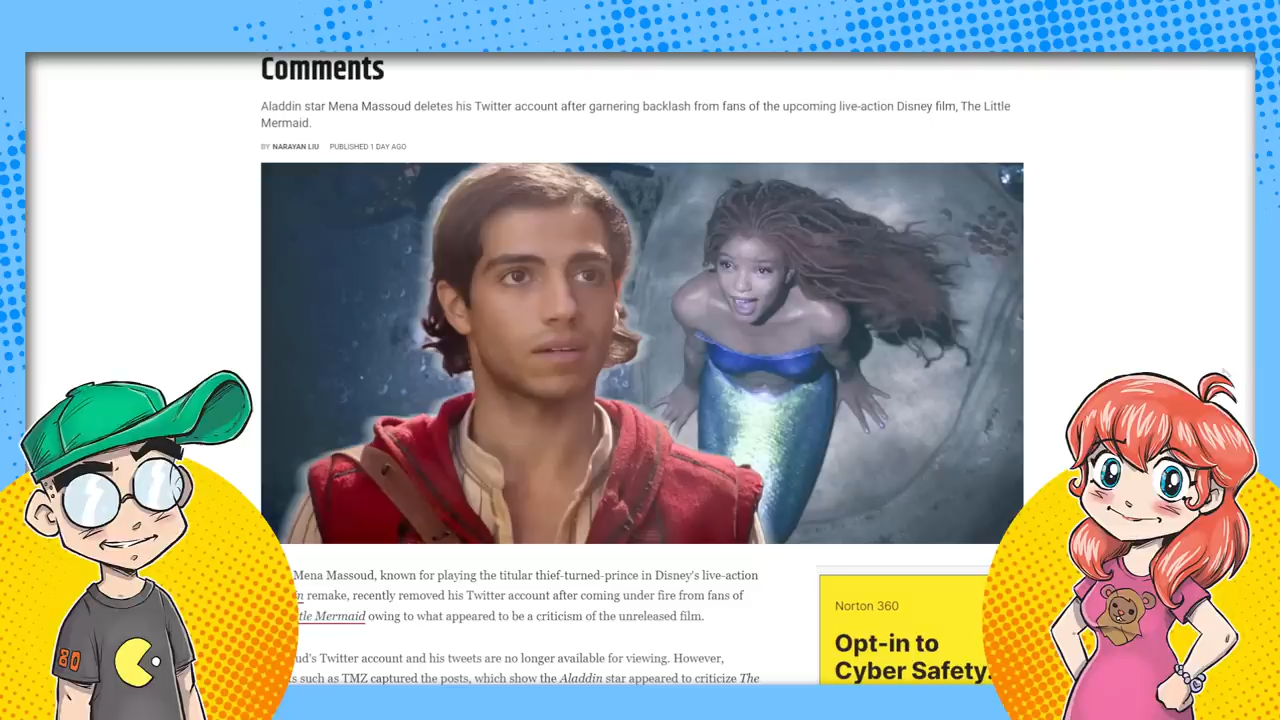 Comments
Aladdin star Mena Massoud deletes his Twitter account after garnering backlash from fans of the upcoming live-action Disney film, The Little
Mermaid.
BY NARAYAN LIU PUBLISHED 1 DAY AGO
Mena Massoud, known for playing the titular thief-turned-prince in Disney's live-action
remake, recently removed his Twitter account after coming under fire from fans of
Mermaid owing to what appeared to be a criticism of the unreleased film.
Twitter account and his tweets are no longer available for viewing. However,
such as TMZ captured the posts, which show the Aladdin star appeared to criticize The
Norton 360
Opt-in to
Cyber Safety.
80